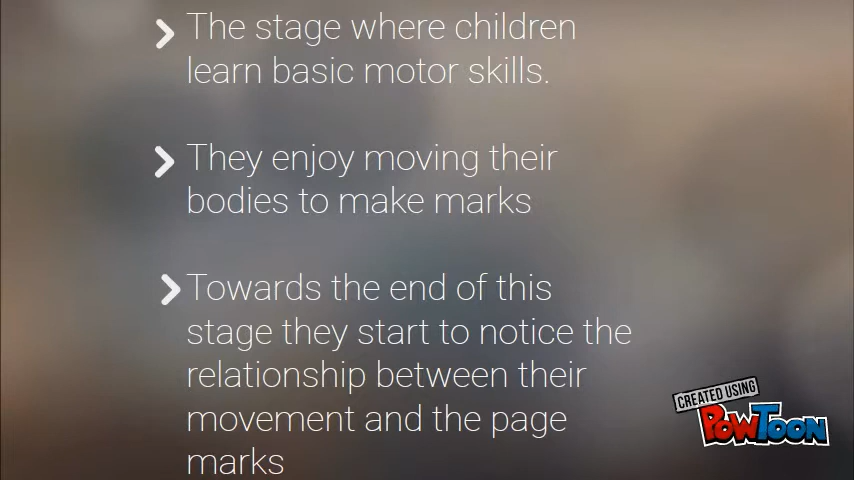 The stage where children
learn basic motor skills.
They enjoy moving their
bodies to make marks
Towards the end of this
stage they start to notice the
relationship between their
movement and the page
marks
CREATED USING
POWTOON